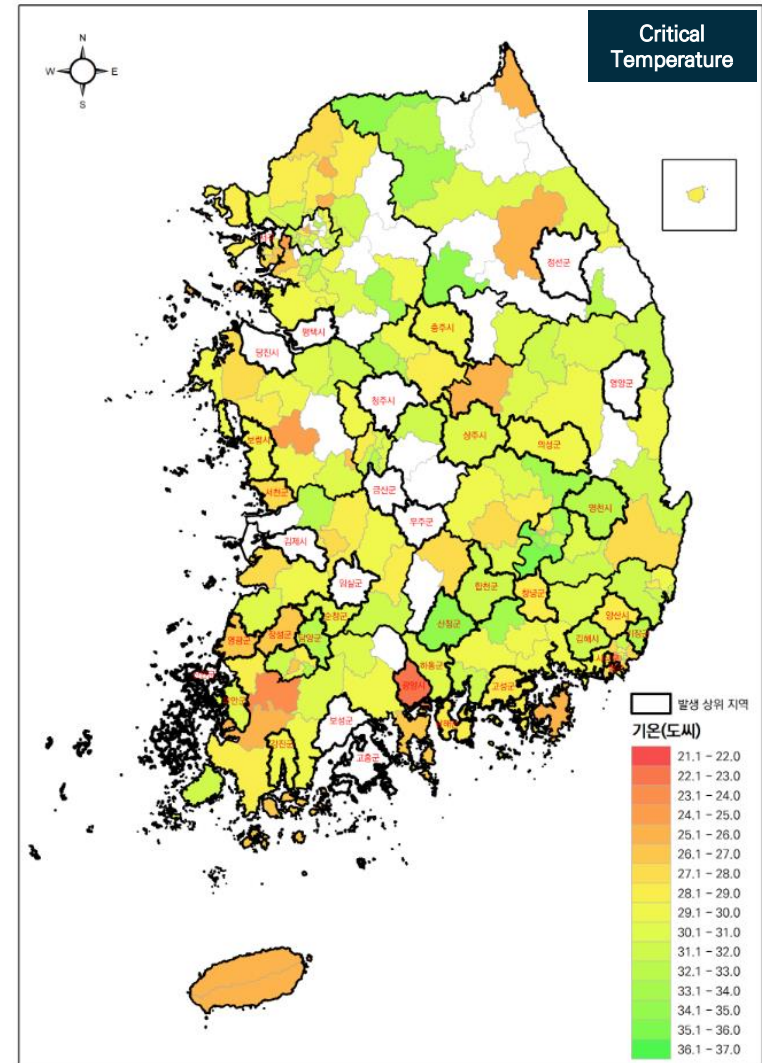 Critical
Temperature
N
W
E
S
정선군
충주시
평택시
당진시
영양군
청주시
상주시
의성군
보령시
금산군
영천시
서천군
무주군
김제시
임실군
합천군
창녕군
순창군
양산시
산청군
영광군
장성군
담양군
김해시
하동군
광양시
고성군
보성군
강진군
고흥군
발생 상위 지역
기온(도씨)
21.1 – 22.0
22.1 – 23.0
23.1 – 24.0
24.1 – 25.0
25.1 – 26.0
26.1 – 27.0
27.1 – 28.0
28.1 – 29.0
29.1 – 30.0
30.1 – 31.0
31.1 – 32.0
32.1 – 33.0
33.1 – 34.0
34.1 – 35.0
35.1 – 36.0
36.1 – 37.0